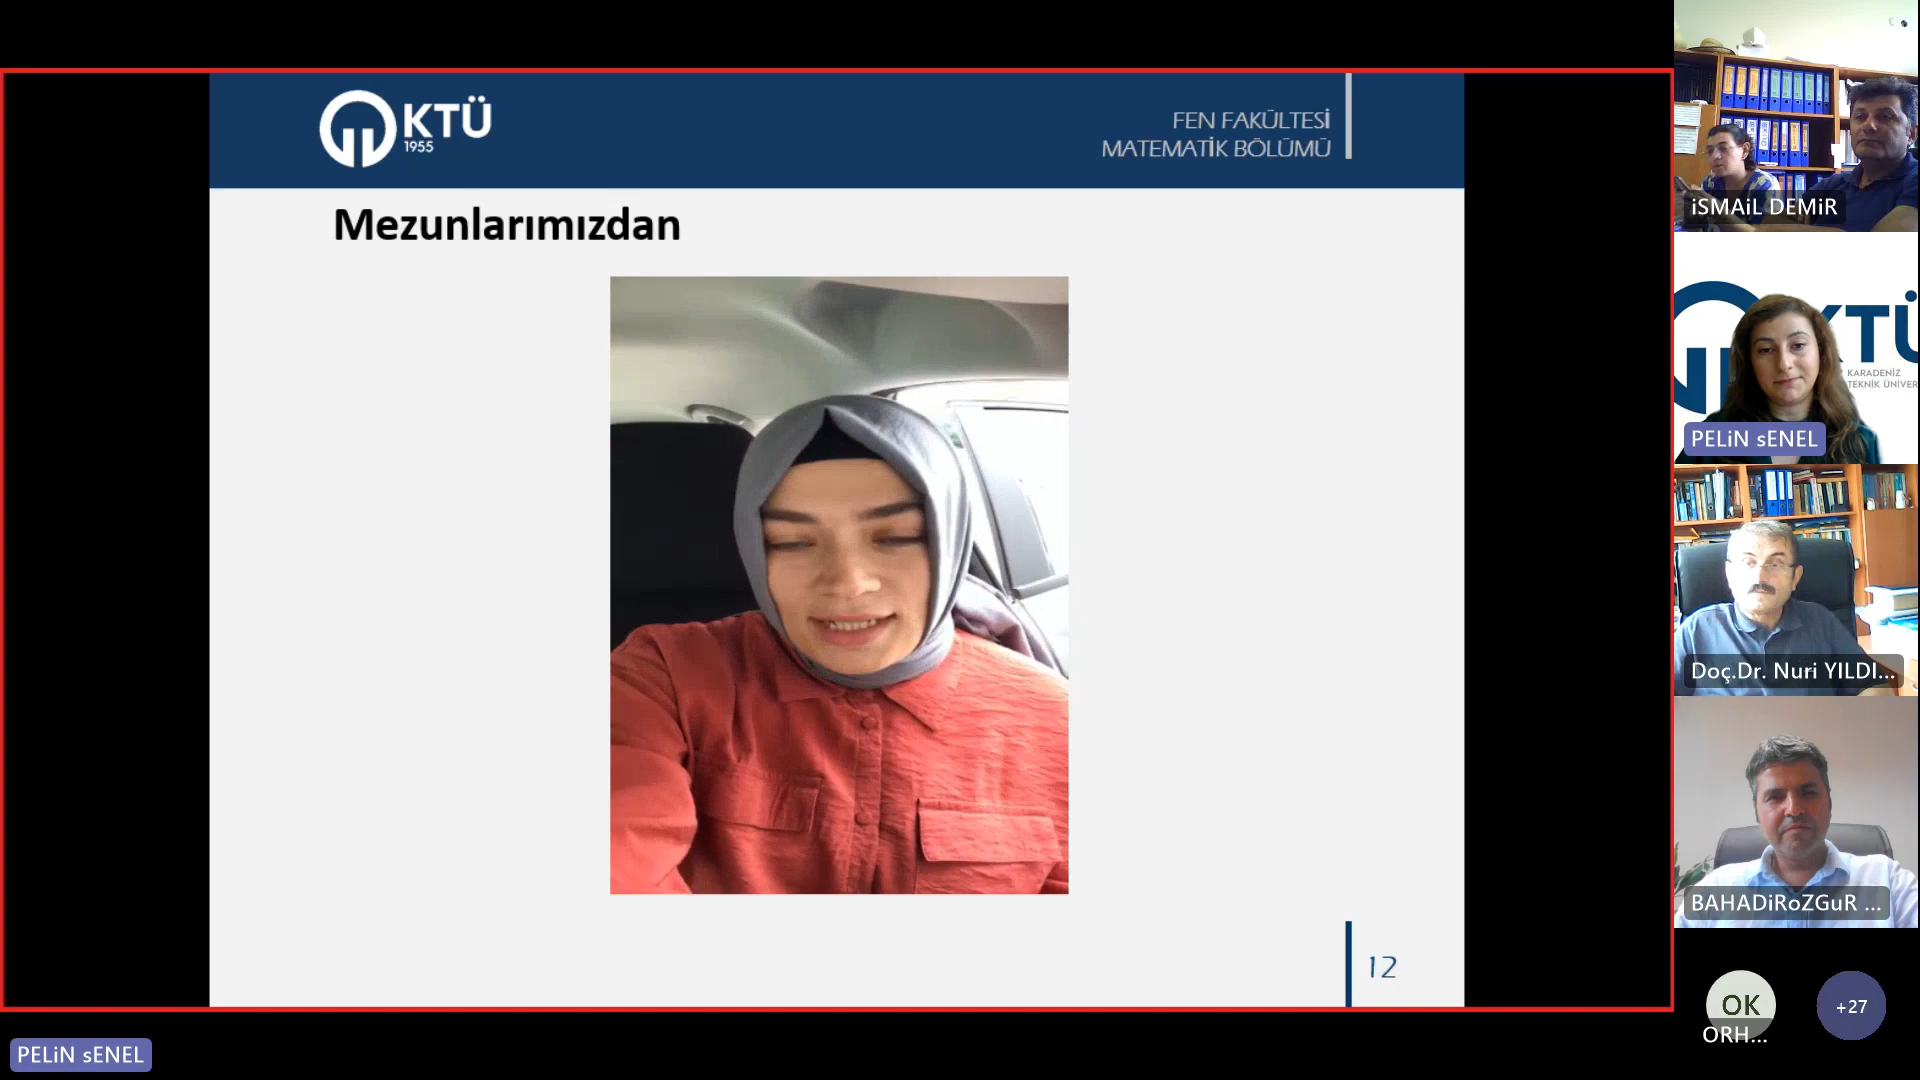 KTÜ
1955
FEN FAKÜLTESİ
MATEMATİK BÖLÜMÜ
Mezunlarımızdan
12
PELiN sENEL
iSMAiL DEMiR
KTÜ
KARADENİZ
TEKNİK ÜNİVER
PELiN sENEL
Doç.Dr. Nuri YILDI...
BAHADiRoZGuR ...
OK
ORH...
+27